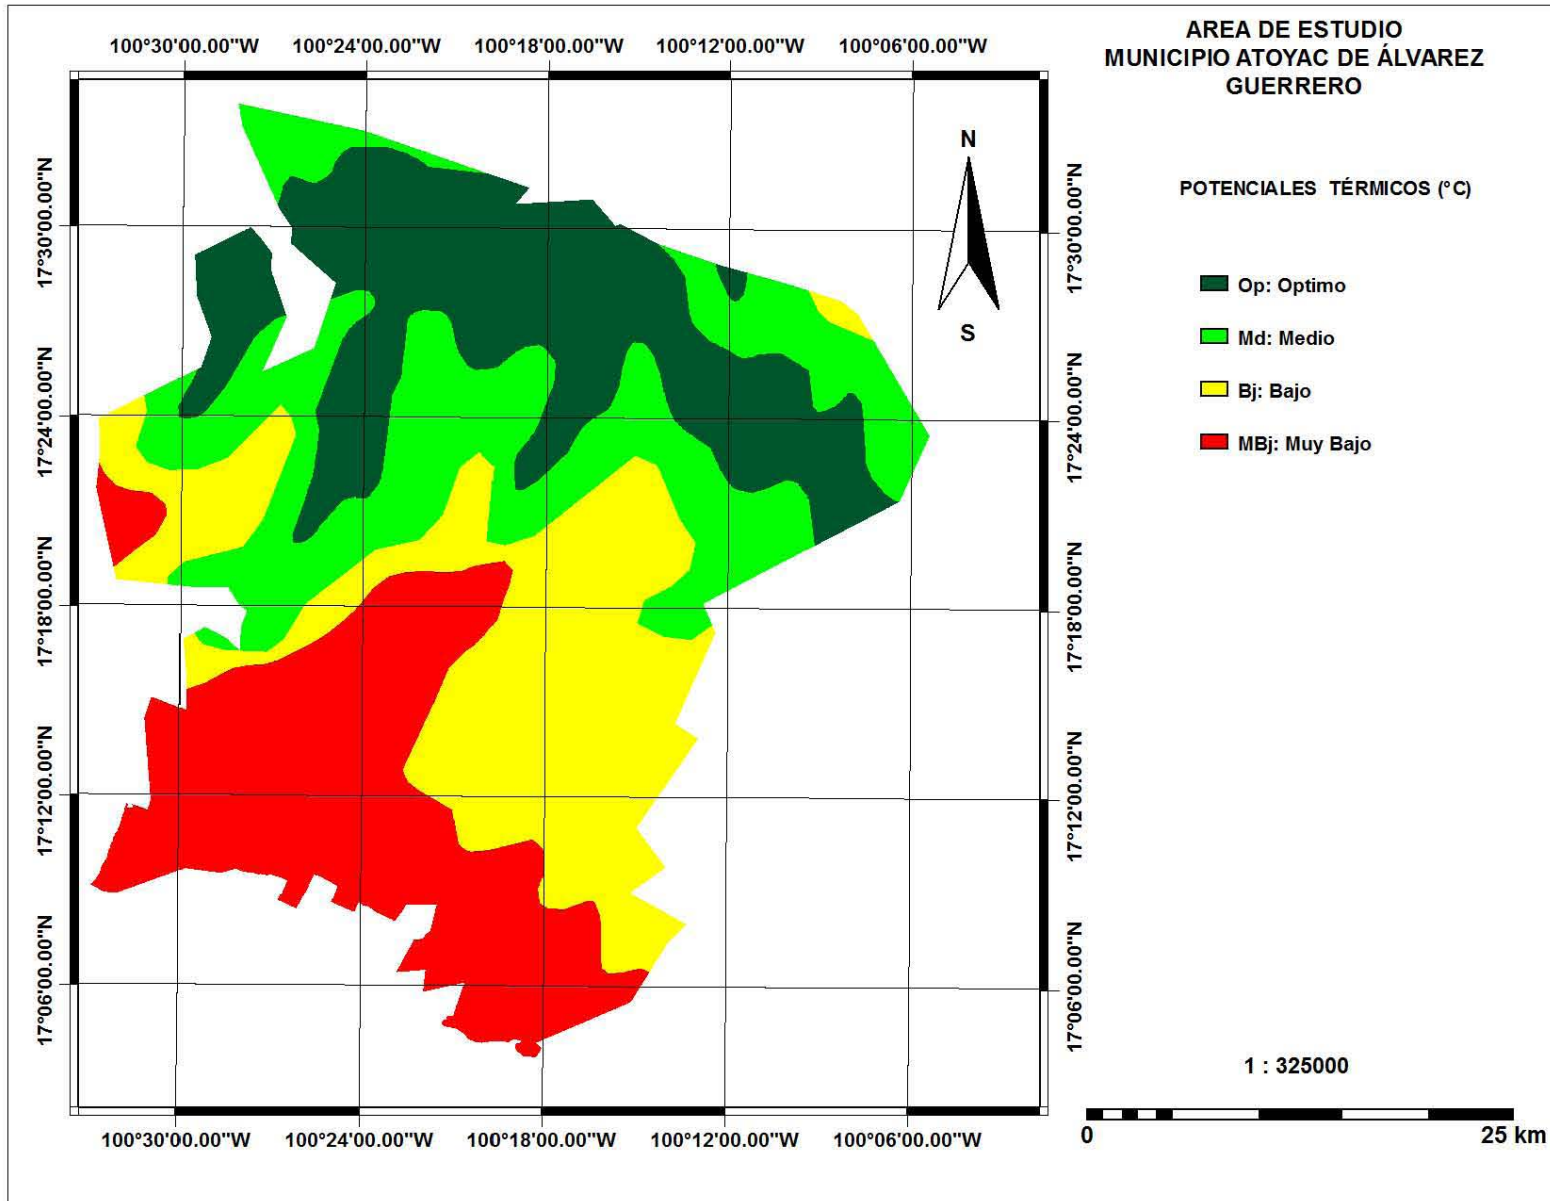 AREA DE ESTUDIO
MUNICIPIO ATOYAC DE ÁLVAREZ
GUERRERO
100°30'00.00"W 100°24'00.00"W 100°18'00.00"W 100°12'00.00"W 100°06'00.00"W
N
S
17°30'00.00"N
17°24'00.00"N
17°18'00.00"N
17°12'00.00"N
17°06'00.00"N
17°30'00.00"N
17°24'00.00"N
17°18'00.00"N
17°12'00.00"N
17°06'00.00"N
POTENCIALES TÉRMICOS (°C)
Op: Optimo
Md: Medio
Bj: Bajo
MBj: Muy Bajo
1 : 325000
0 25 km
100°30'00.00"W 100°24'00.00"W 100°18'00.00"W 100°12'00.00"W 100°06'00.00"W